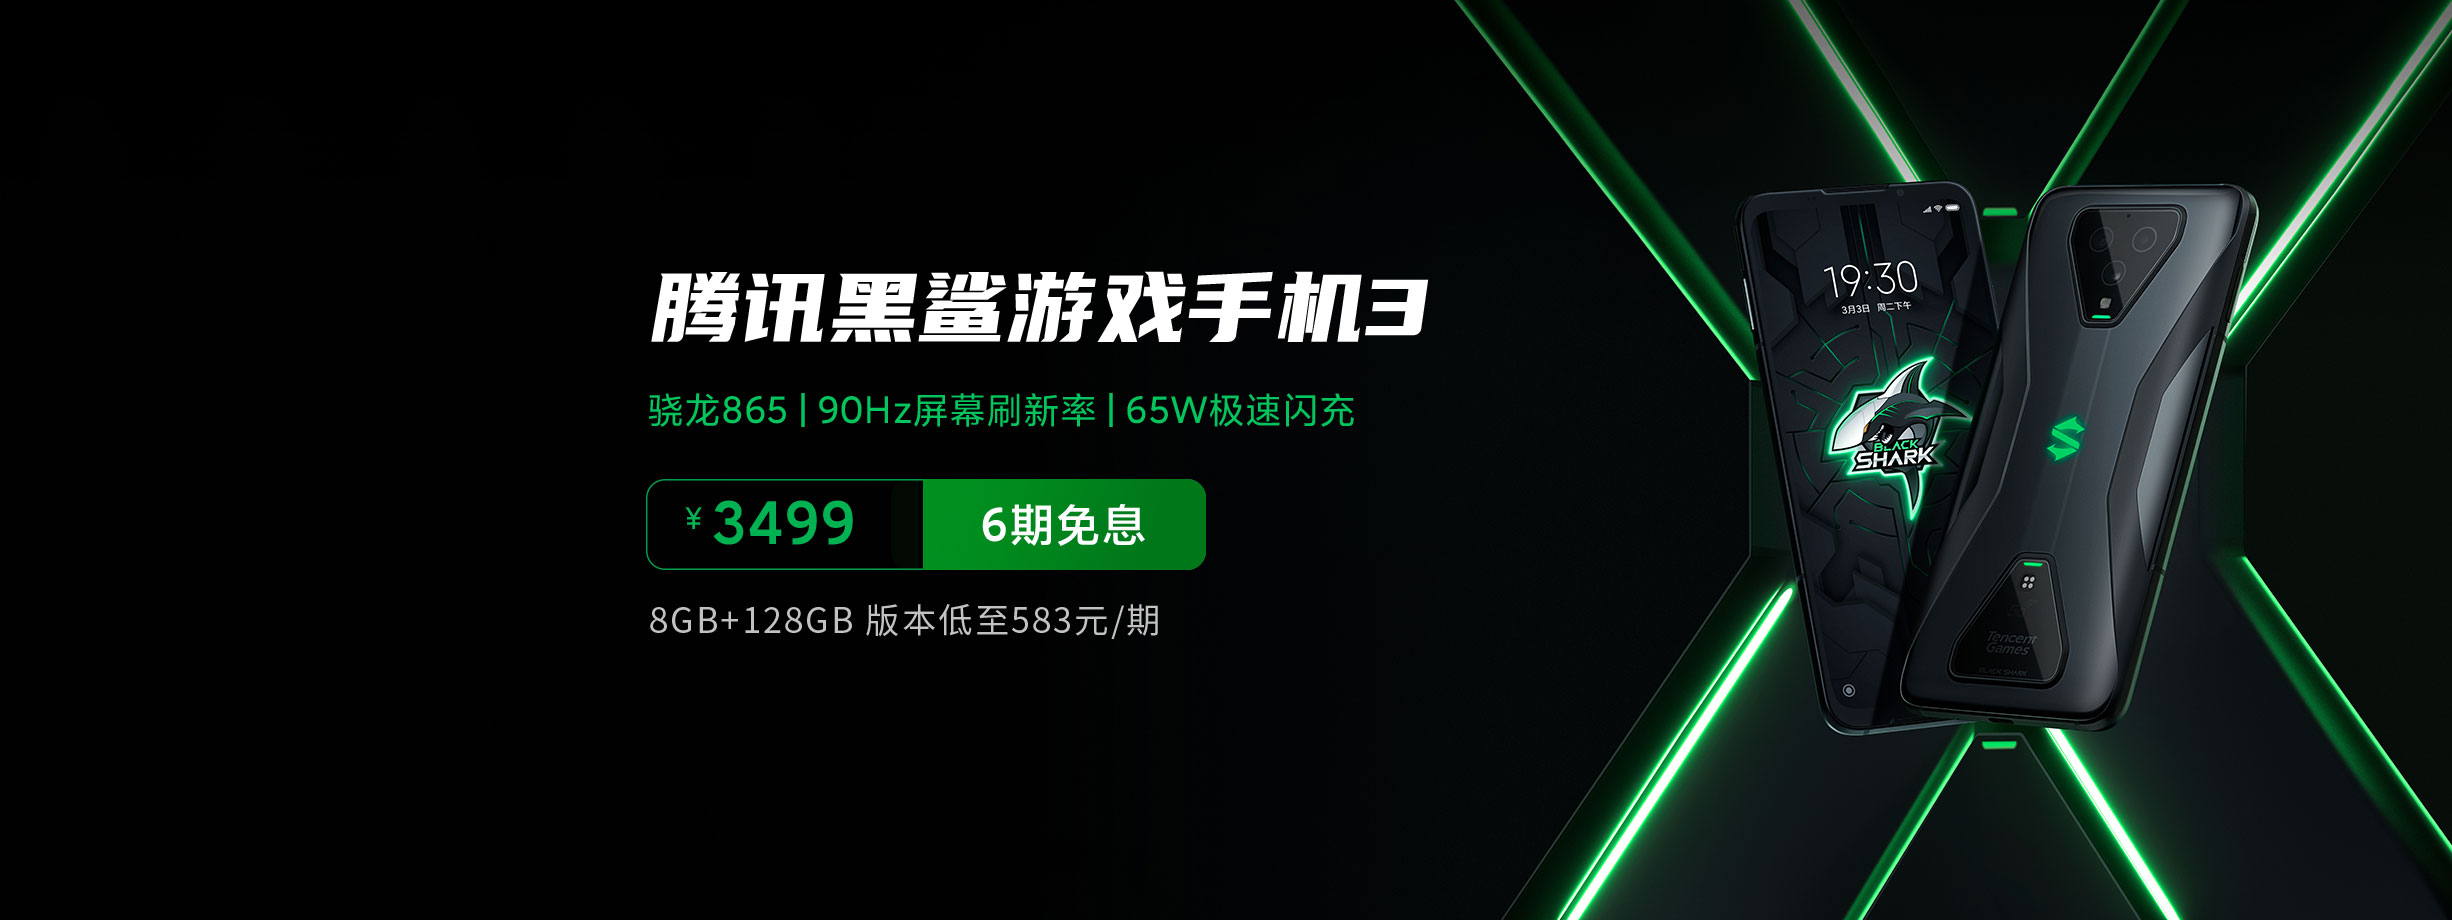 腾讯黑鲨游戏手机3
骁龙865 | 90Hz屏幕刷新率 | 65W极速闪充
¥ 3499
6期免息
8GB+128GB 版本低至583元/期
19:30
3月3日 周二下午
BLACK
SHARK
Tencent
Games
BLACK SHARK